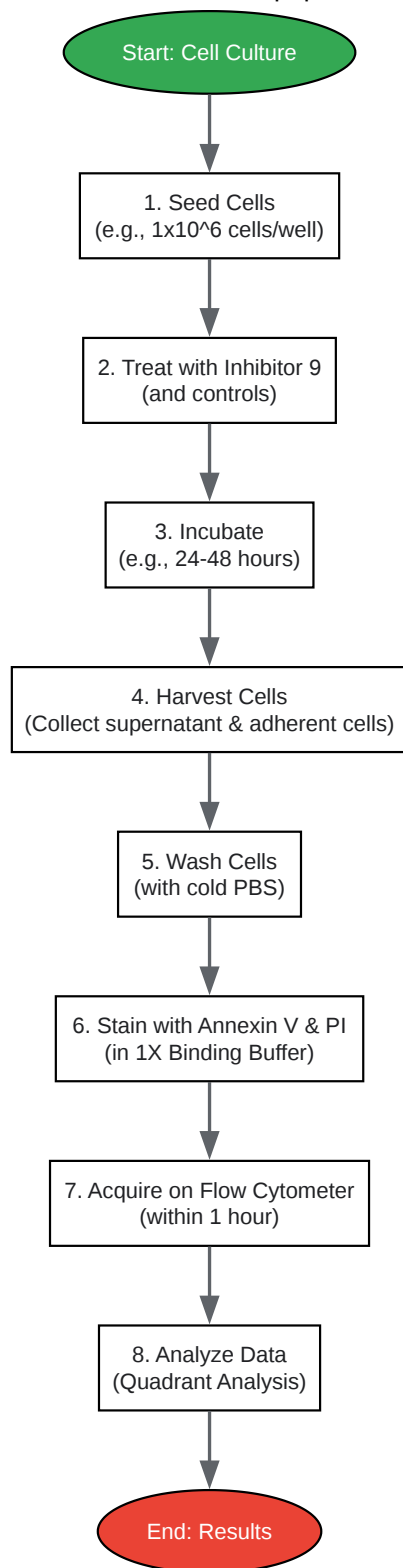 Start: Cell Culture
1. Seed Cells
(e.g., 1x10^6 cells/well)
2. Treat with Inhibitor 9
(and controls)
3. Incubate
(e.g., 24-48 hours)
4. Harvest Cells
(Collect supernatant & adherent cells)
5. Wash Cells
(with cold PBS)
6. Stain with Annexin V & PI
(in 1X Binding Buffer)
7. Acquire on Flow Cytometer
(within 1 hour)
8. Analyze Data
(Quadrant Analysis)
End: Results